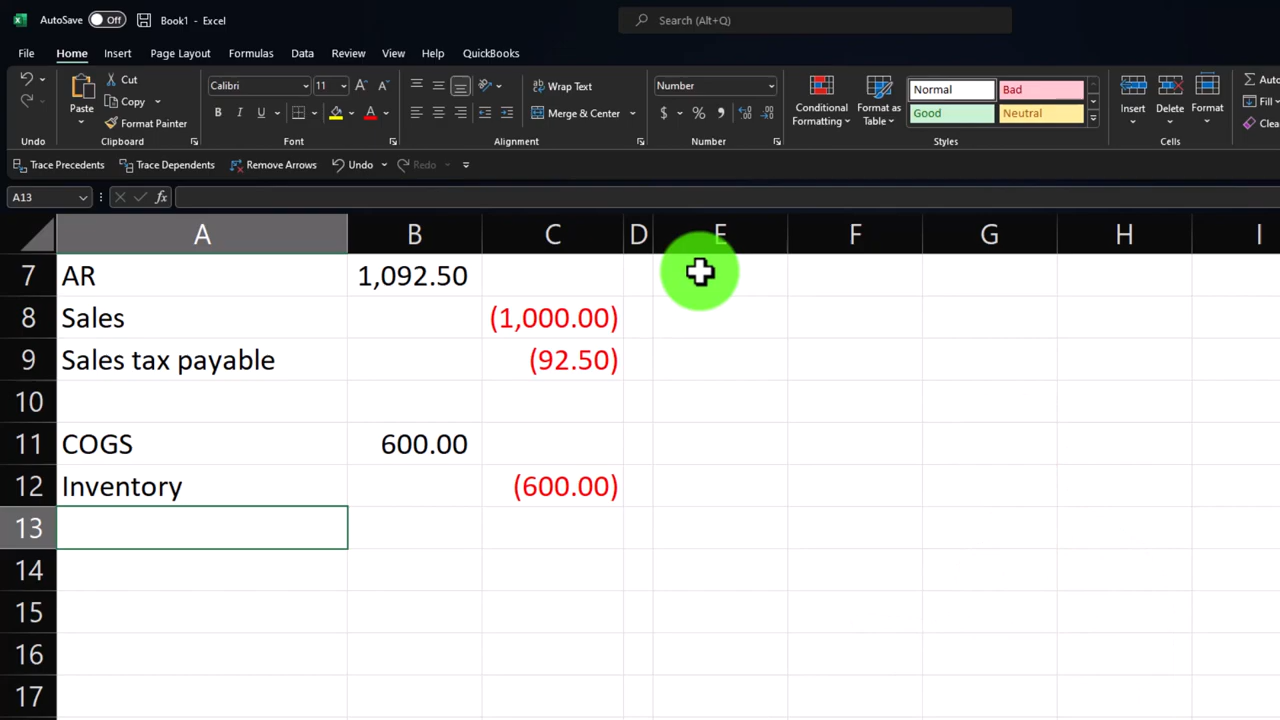 AutoSave Off Book1 - Excel Search (Alt+Q)
File Home Insert Page Layout Formulas Data Review View Help QuickBooks
Paste Cut Calibri 11 Wrap Text Number Conditional Formatting Format as Table Normal Bad Insert Delete Format
Copy
Format Painter B I U Merge & Center $ % Good Neutral Fill
Undo Clipboard Font Alignment Number Styles Cells
Trace Precedents Trace Dependents Remove Arrows Undo Redo
A13 fx
A B C D E F G H I
7 AR 1,092.50
8 Sales (1,000.00)
9 Sales tax payable (92.50)
10
11 COGS 600.00
12 Inventory (600.00)
13
14
15
16
17